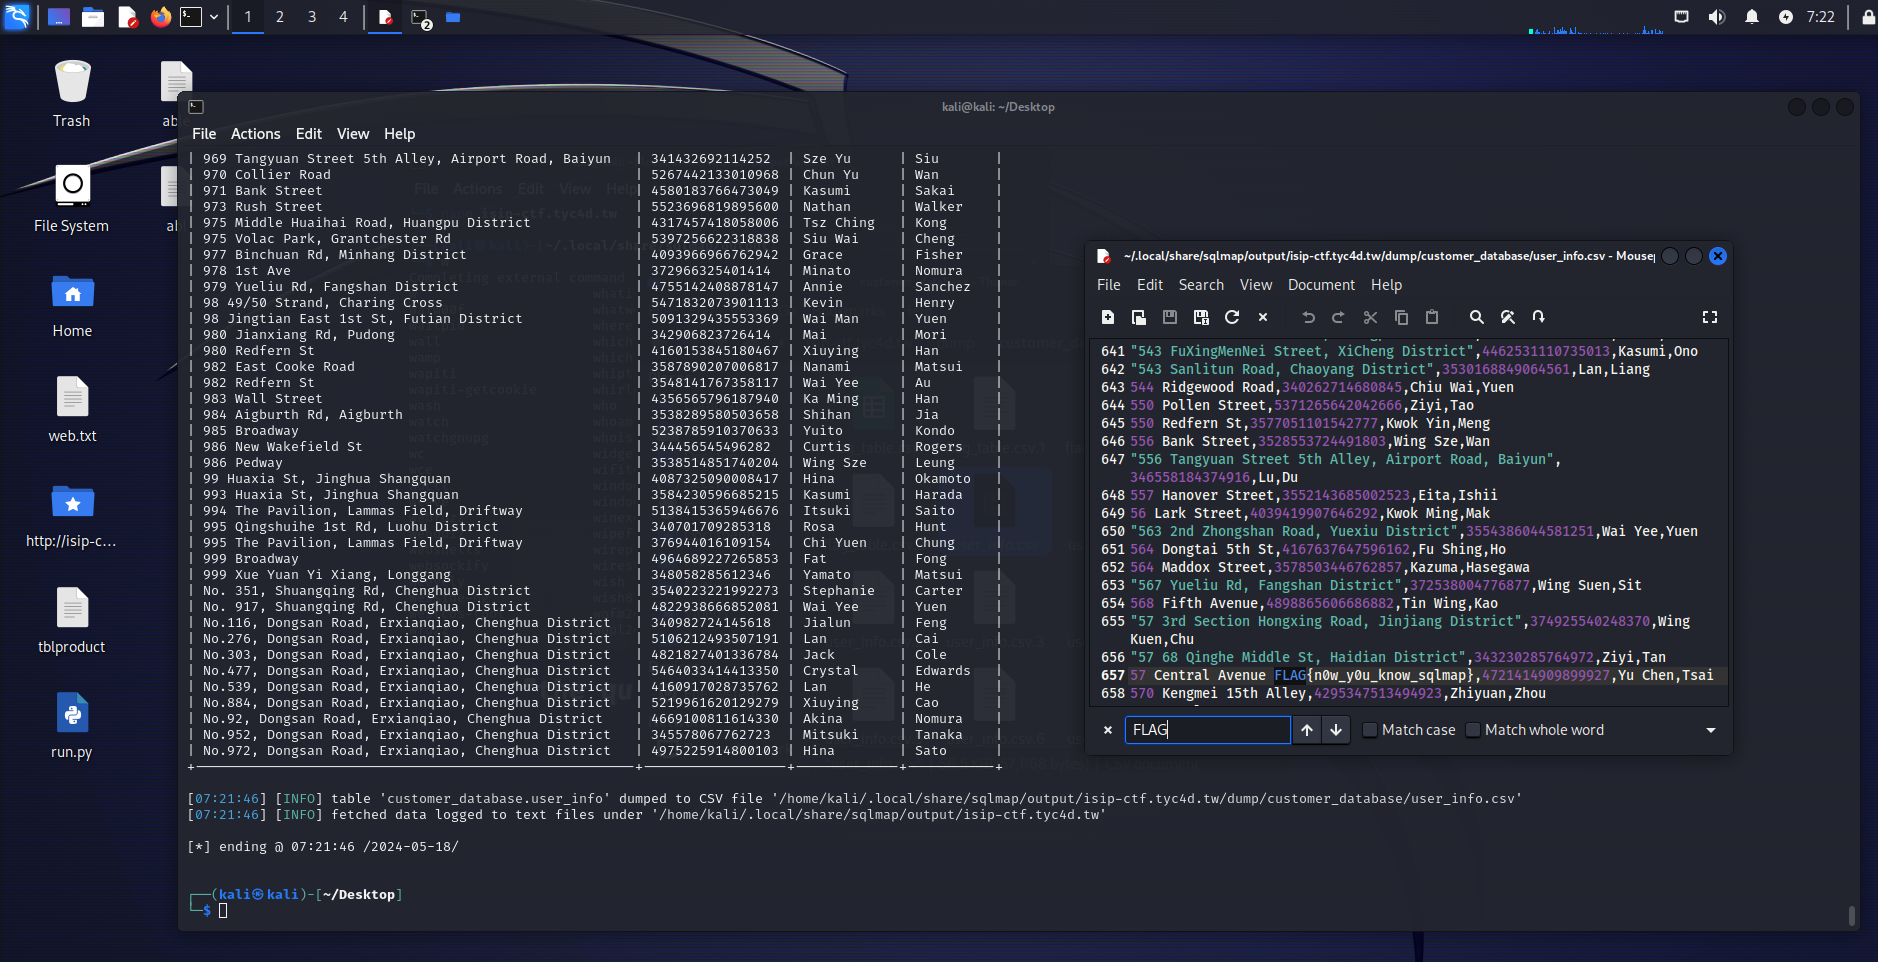 1 2 3 4
2
7:22
Trash
File System
Home
web.txt
http://isip-c...
tblproduct
run.py
kali@kali: ~/Desktop
File Actions Edit View Help
| 969 Tangyuan Street 5th Alley, Airport Road, Baiyun | 341432692114252 | Sze Yu | Siu |
| 970 Collier Road | 5267442133010968 | Chun Yu | Wan |
| 971 Bank Street | 4580183766473049 | Kasumi | Sakai |
| 973 Rush Street | 5523696819895600 | Nathan | Walker |
| 975 Middle Huaihai Road, Huangpu District | 4317457418058006 | Tsz Ching | Kong |
| 975 Volac Park, Grantchester Rd | 5397256622318838 | Siu Wai | Cheng |
| 977 Binchuan Rd, Minhang District | 4093966966762942 | Grace | Fisher |
| 978 1st Ave | 372966325401414 | Minato | Nomura |
| 979 Yueliu Rd, Fangshan District | 4755142408878147 | Annie | Sanchez |
| 98 49/50 Strand, Charing Cross | 5471832073901113 | Kevin | Henry |
| 98 Jingtian East 1st St, Futian District | 5091329435553369 | Wai Man | Yuen |
| 980 Jianxiang Rd, Pudong | 342906823726414 | Mai | Mori |
| 980 Redfern St | 4160153845180467 | Xiuying | Han |
| 982 East Cooke Road | 3587890207006817 | Nanami | Matsui |
| 982 Redfern St | 3548141767358117 | Wai Yee | Au |
| 983 Wall Street | 4356565796187940 | Ka Ming | Han |
| 984 Aigburth Rd, Aigburth | 3538289580503658 | Shihan | Jia |
| 985 Broadway | 5238785910370633 | Yuito | Kondo |
| 986 New Wakefield St | 344456545496282 | Curtis | Rogers |
| 986 Pedway | 3538514851740204 | Wing Sze | Leung |
| 99 Huaxia St, Jinghua Shangquan | 4087325090008417 | Hina | Okamoto |
| 993 Huaxia St, Jinghua Shangquan | 3584230596685215 | Kasumi | Harada |
| 994 The Pavilion, Lammas Field, Driftway | 5138415365946676 | Itsuki | Saito |
| 995 Qingshuihe 1st Rd, Luohu District | 340701709285318 | Rosa | Hunt |
| 995 The Pavilion, Lammas Field, Driftway | 376944016109154 | Chi Yuen | Chung |
| 999 Broadway | 4964689227265853 | Fat | Fong |
| 999 Xue Yuan Yi Xiang, Longgang | 348058285612346 | Yamato | Matsui |
| No. 351, Shuangqing Rd, Chenghua District | 3540223221992273 | Stephanie | Carter |
| No. 917, Shuangqing Rd, Chenghua District | 4822938666852081 | Wai Yee | Yuen |
| No.116, Dongsan Road, Erxianqiao, Chenghua District | 340982724145618 | Jialun | Feng |
| No.276, Dongsan Road, Erxianqiao, Chenghua District | 5106212493507191 | Lan | Cai |
| No.303, Dongsan Road, Erxianqiao, Chenghua District | 4821827401336784 | Jack | Cole |
| No.477, Dongsan Road, Erxianqiao, Chenghua District | 5464033414413350 | Crystal | Edwards |
| No.539, Dongsan Road, Erxianqiao, Chenghua District | 4160917028735762 | Lan | He |
| No.884, Dongsan Road, Erxianqiao, Chenghua District | 5219961620129279 | Xiuying | Cao |
| No.92, Dongsan Road, Erxianqiao, Chenghua District | 4669100811614330 | Akina | Nomura |
| No.952, Dongsan Road, Erxianqiao, Chenghua District | 345578067762723 | Mitsuki | Tanaka |
| No.972, Dongsan Road, Erxianqiao, Chenghua District | 4975225914800103 | Hina | Sato |
[07:21:46] [INFO] table 'customer_database.user_info' dumped to CSV file '/home/kali/.local/share/sqlmap/output/isip-ctf.tyc4d.tw/dump/customer_database/user_info.csv'
[07:21:46] [INFO] fetched data logged to text files under '/home/kali/.local/share/sqlmap/output/isip-ctf.tyc4d.tw'
[*] ending @ 07:21:46 /2024-05-18/
(kali㉿kali)-[~/Desktop]
$
~/.local/share/sqlmap/output/isip-ctf.tyc4d.tw/dump/customer_database/user_info.csv - Mousep
File Edit Search View Document Help
641 "543 FuXingMenNei Street, XiCheng District",4462531110735013,Kasumi,Ono
642 "543 Sanlitun Road, Chaoyang District",3530168849064561,Lan,Liang
643 544 Ridgewood Road,340262714680845,Chiu Wai,Yuen
644 550 Pollen Street,5371265642042666,Ziyi,Tao
645 550 Redfern St,3577051101542777,Kwok Yin,Meng
646 556 Bank Street,3528553724491803,Wing Sze,Wan
647 "556 Tangyuan Street 5th Alley, Airport Road, Baiyun",
346558184374916,Lu,Du
648 557 Hanover Street,3552143685002523,Eita,Ishii
649 56 Lark Street,4039419907646292,Kwok Ming,Mak
650 "563 2nd Zhongshan Road, Yuexiu District",3554386044581251,Wai Yee,Yuen
651 564 Dongtai 5th St,4167637647596162,Fu Shing,Ho
652 564 Maddox Street,3578503446762857,Kazuma,Hasegawa
653 "567 Yueliu Rd, Fangshan District",372538004776877,Wing Suen,Sit
654 568 Fifth Avenue,4898865606686882,Tin Wing,Kao
655 "57 3rd Section Hongxing Road, Jinjiang District",374925540248370,Wing
Kuen,Chu
656 "57 68 Qinghe Middle St, Haidian District",343230285764972,Ziyi,Tan
657 57 Central Avenue FLAG{n0w_y0u_know_sqlmap},4721414909899927,Yu Chen,Tsai
658 570 Kengmei 15th Alley,4295347513494923,Zhiyuan,Zhou
FLAG
Match case
Match whole word